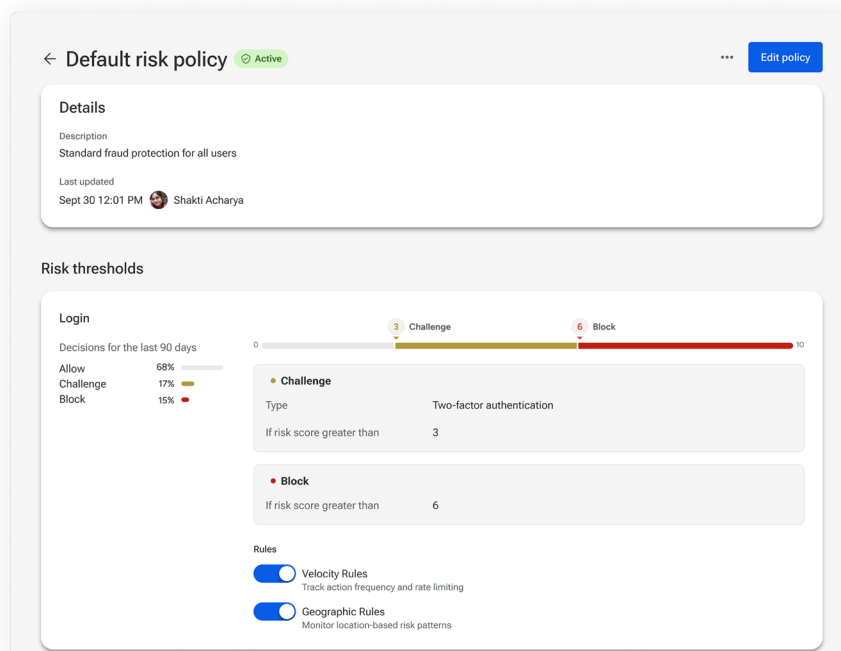 Default risk policy
Active
Edit policy
Details
Description
Standard fraud protection for all users
Last updated
Sept 30 12:01 PM Shakti Acharya
Risk thresholds
Login
Decisions for the last 90 days
Allow 68%
Challenge 17%
Block 15%
3 Challenge
6 Block
0
10
Challenge
Type Two-factor authentication
If risk score greater than 3
Block
If risk score greater than 6
Rules
Velocity Rules
Track action frequency and rate limiting
Geographic Rules
Monitor location-based risk patterns